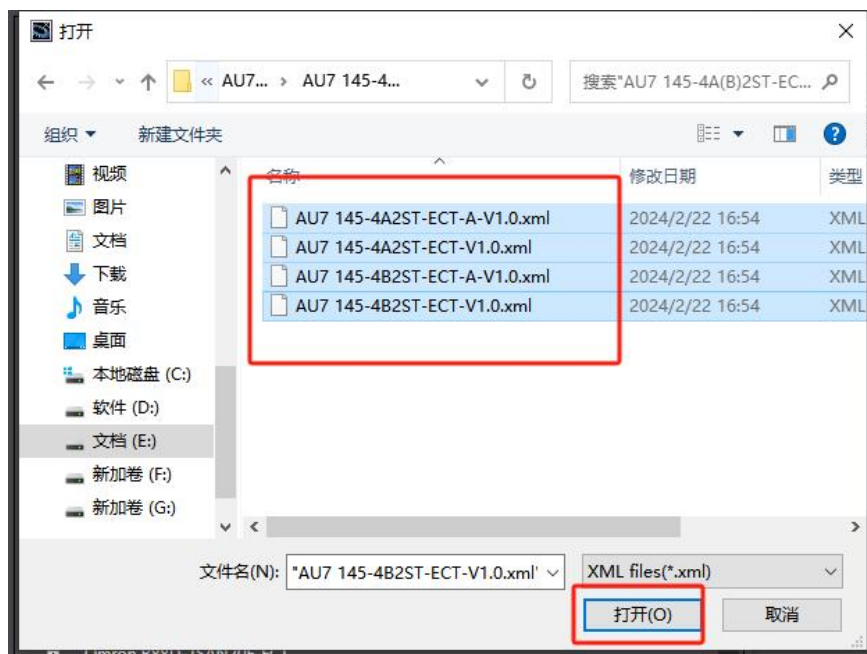 打开
« AU7... › AU7 145-4...
搜索"AU7 145-4A(B)2ST-EC...
组织
新建文件夹
视频
图片
文档
下载
音乐
桌面
本地磁盘 (C:)
软件 (D:)
文档 (E:)
新加卷 (F:)
新加卷 (G:)
名称 修改日期 类型
AU7 145-4A2ST-ECT-A-V1.0.xml 2024/2/22 16:54 XML
AU7 145-4A2ST-ECT-V1.0.xml 2024/2/22 16:54 XML
AU7 145-4B2ST-ECT-A-V1.0.xml 2024/2/22 16:54 XML
AU7 145-4B2ST-ECT-V1.0.xml 2024/2/22 16:54 XML
文件名(N): "AU7 145-4B2ST-ECT-V1.0.xml" XML files(*.xml)
打开(O) 取消